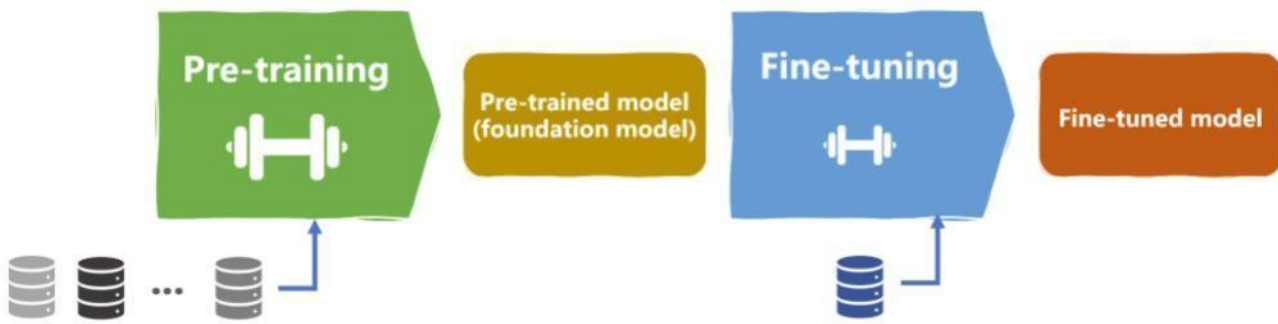 Pre-training
Pre-trained model
(foundation model)
Fine-tuning
Fine-tuned model
...